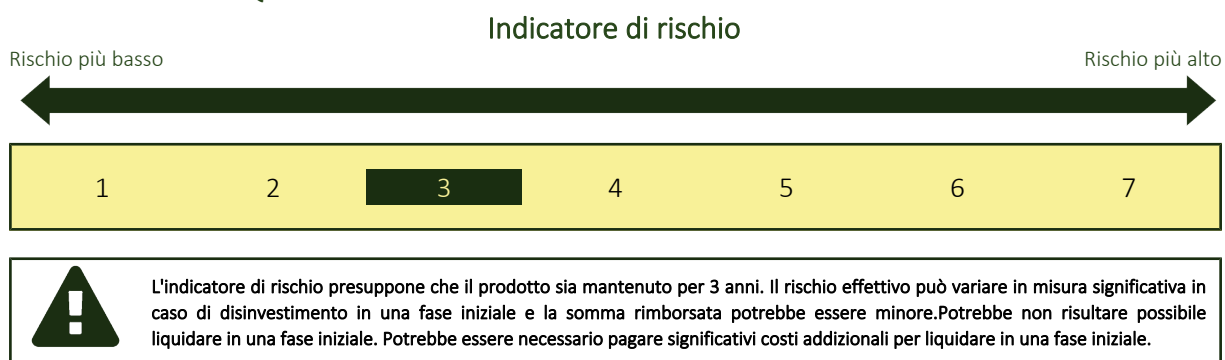 Indicatore di rischio
Rischio più basso Rischio più alto
1 2 3 4 5 6 7
L'indicatore di rischio presuppone che il prodotto sia mantenuto per 3 anni. Il rischio effettivo può variare in misura significativa in
caso di disinvestimento in una fase iniziale e la somma rimborsata potrebbe essere minore.Potrebbe non risultare possibile
liquidare in una fase iniziale. Potrebbe essere necessario pagare significativi costi addizionali per liquidare in una fase iniziale.